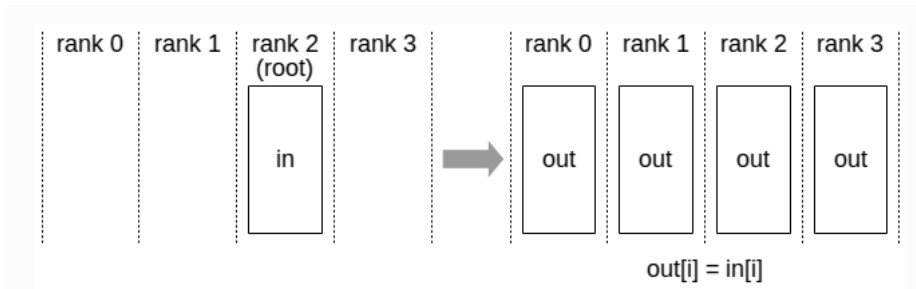 rank 0 rank 1 rank 2 rank 3 rank 0 rank 1 rank 2 rank 3
(root)
in out out out out
out[i] = in[i]